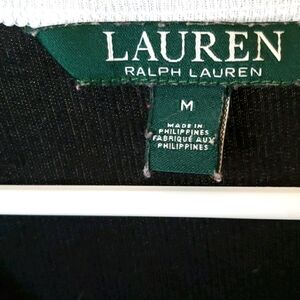 LAUREN
RALPH LAUREN
M
MADE IN
PHILIPPINES
FABRIQUÉ AUX
PHILIPPINES